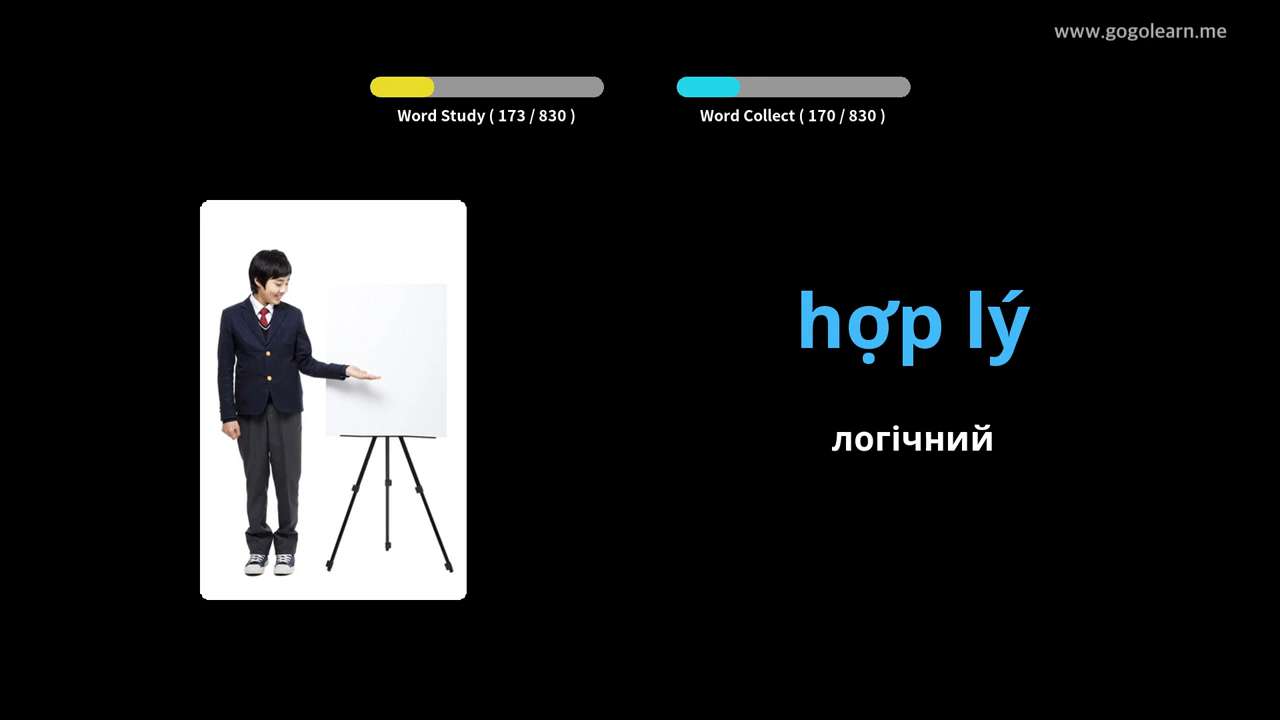 www.gogolearn.me
Word Study ( 173 / 830 )
Word Collect ( 170 / 830 )
hợp lý
логічний